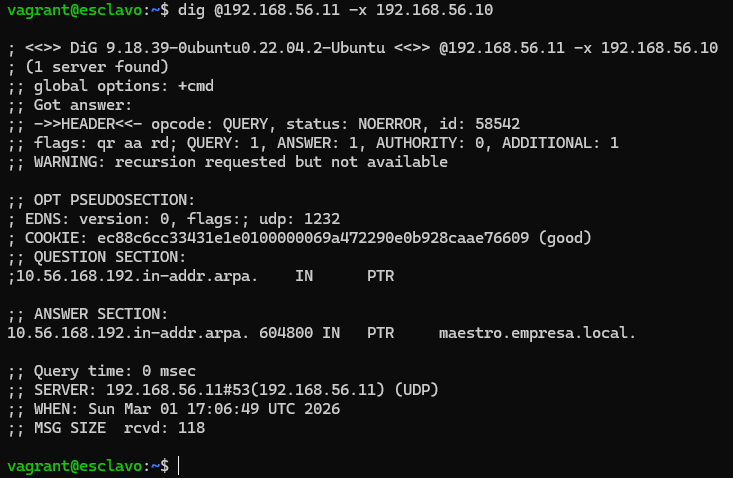 vagrant@esclavo:~$ dig @192.168.56.11 -x 192.168.56.10
; <<>> DiG 9.18.39-0ubuntu0.22.04.2-Ubuntu <<>> @192.168.56.11 -x 192.168.56.10
; (1 server found)
;; global options: +cmd
;; Got answer:
;; ->>HEADER<<- opcode: QUERY, status: NOERROR, id: 58542
;; flags: qr aa rd; QUERY: 1, ANSWER: 1, AUTHORITY: 0, ADDITIONAL: 1
;; WARNING: recursion requested but not available
;; OPT PSEUDOSECTION:
; EDNS: version: 0, flags:; udp: 1232
; COOKIE: ec88c6cc33431e1e0100000069a472290e0b928caae76609 (good)
;; QUESTION SECTION:
;10.56.168.192.in-addr.arpa. IN PTR
;; ANSWER SECTION:
10.56.168.192.in-addr.arpa. 604800 IN PTR maestro.empresa.local.
;; Query time: 0 msec
;; SERVER: 192.168.56.11#53(192.168.56.11) (UDP)
;; WHEN: Sun Mar 01 17:06:49 UTC 2026
;; MSG SIZE rcvd: 118
vagrant@esclavo:~$